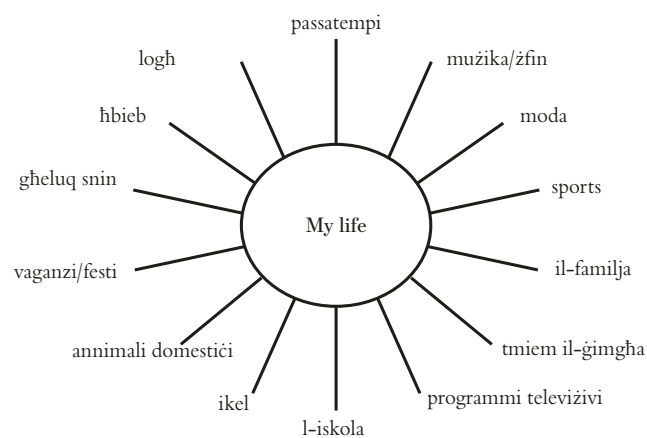 passatempi
logħ
mużika/żfin
ħbieb
moda
għeluq snin
sports
My life
vaganzi/festi
il-familja
annimali domestiċi
tmiem il-ġimgħa
ikel
programmi televiżivi
l-iskola